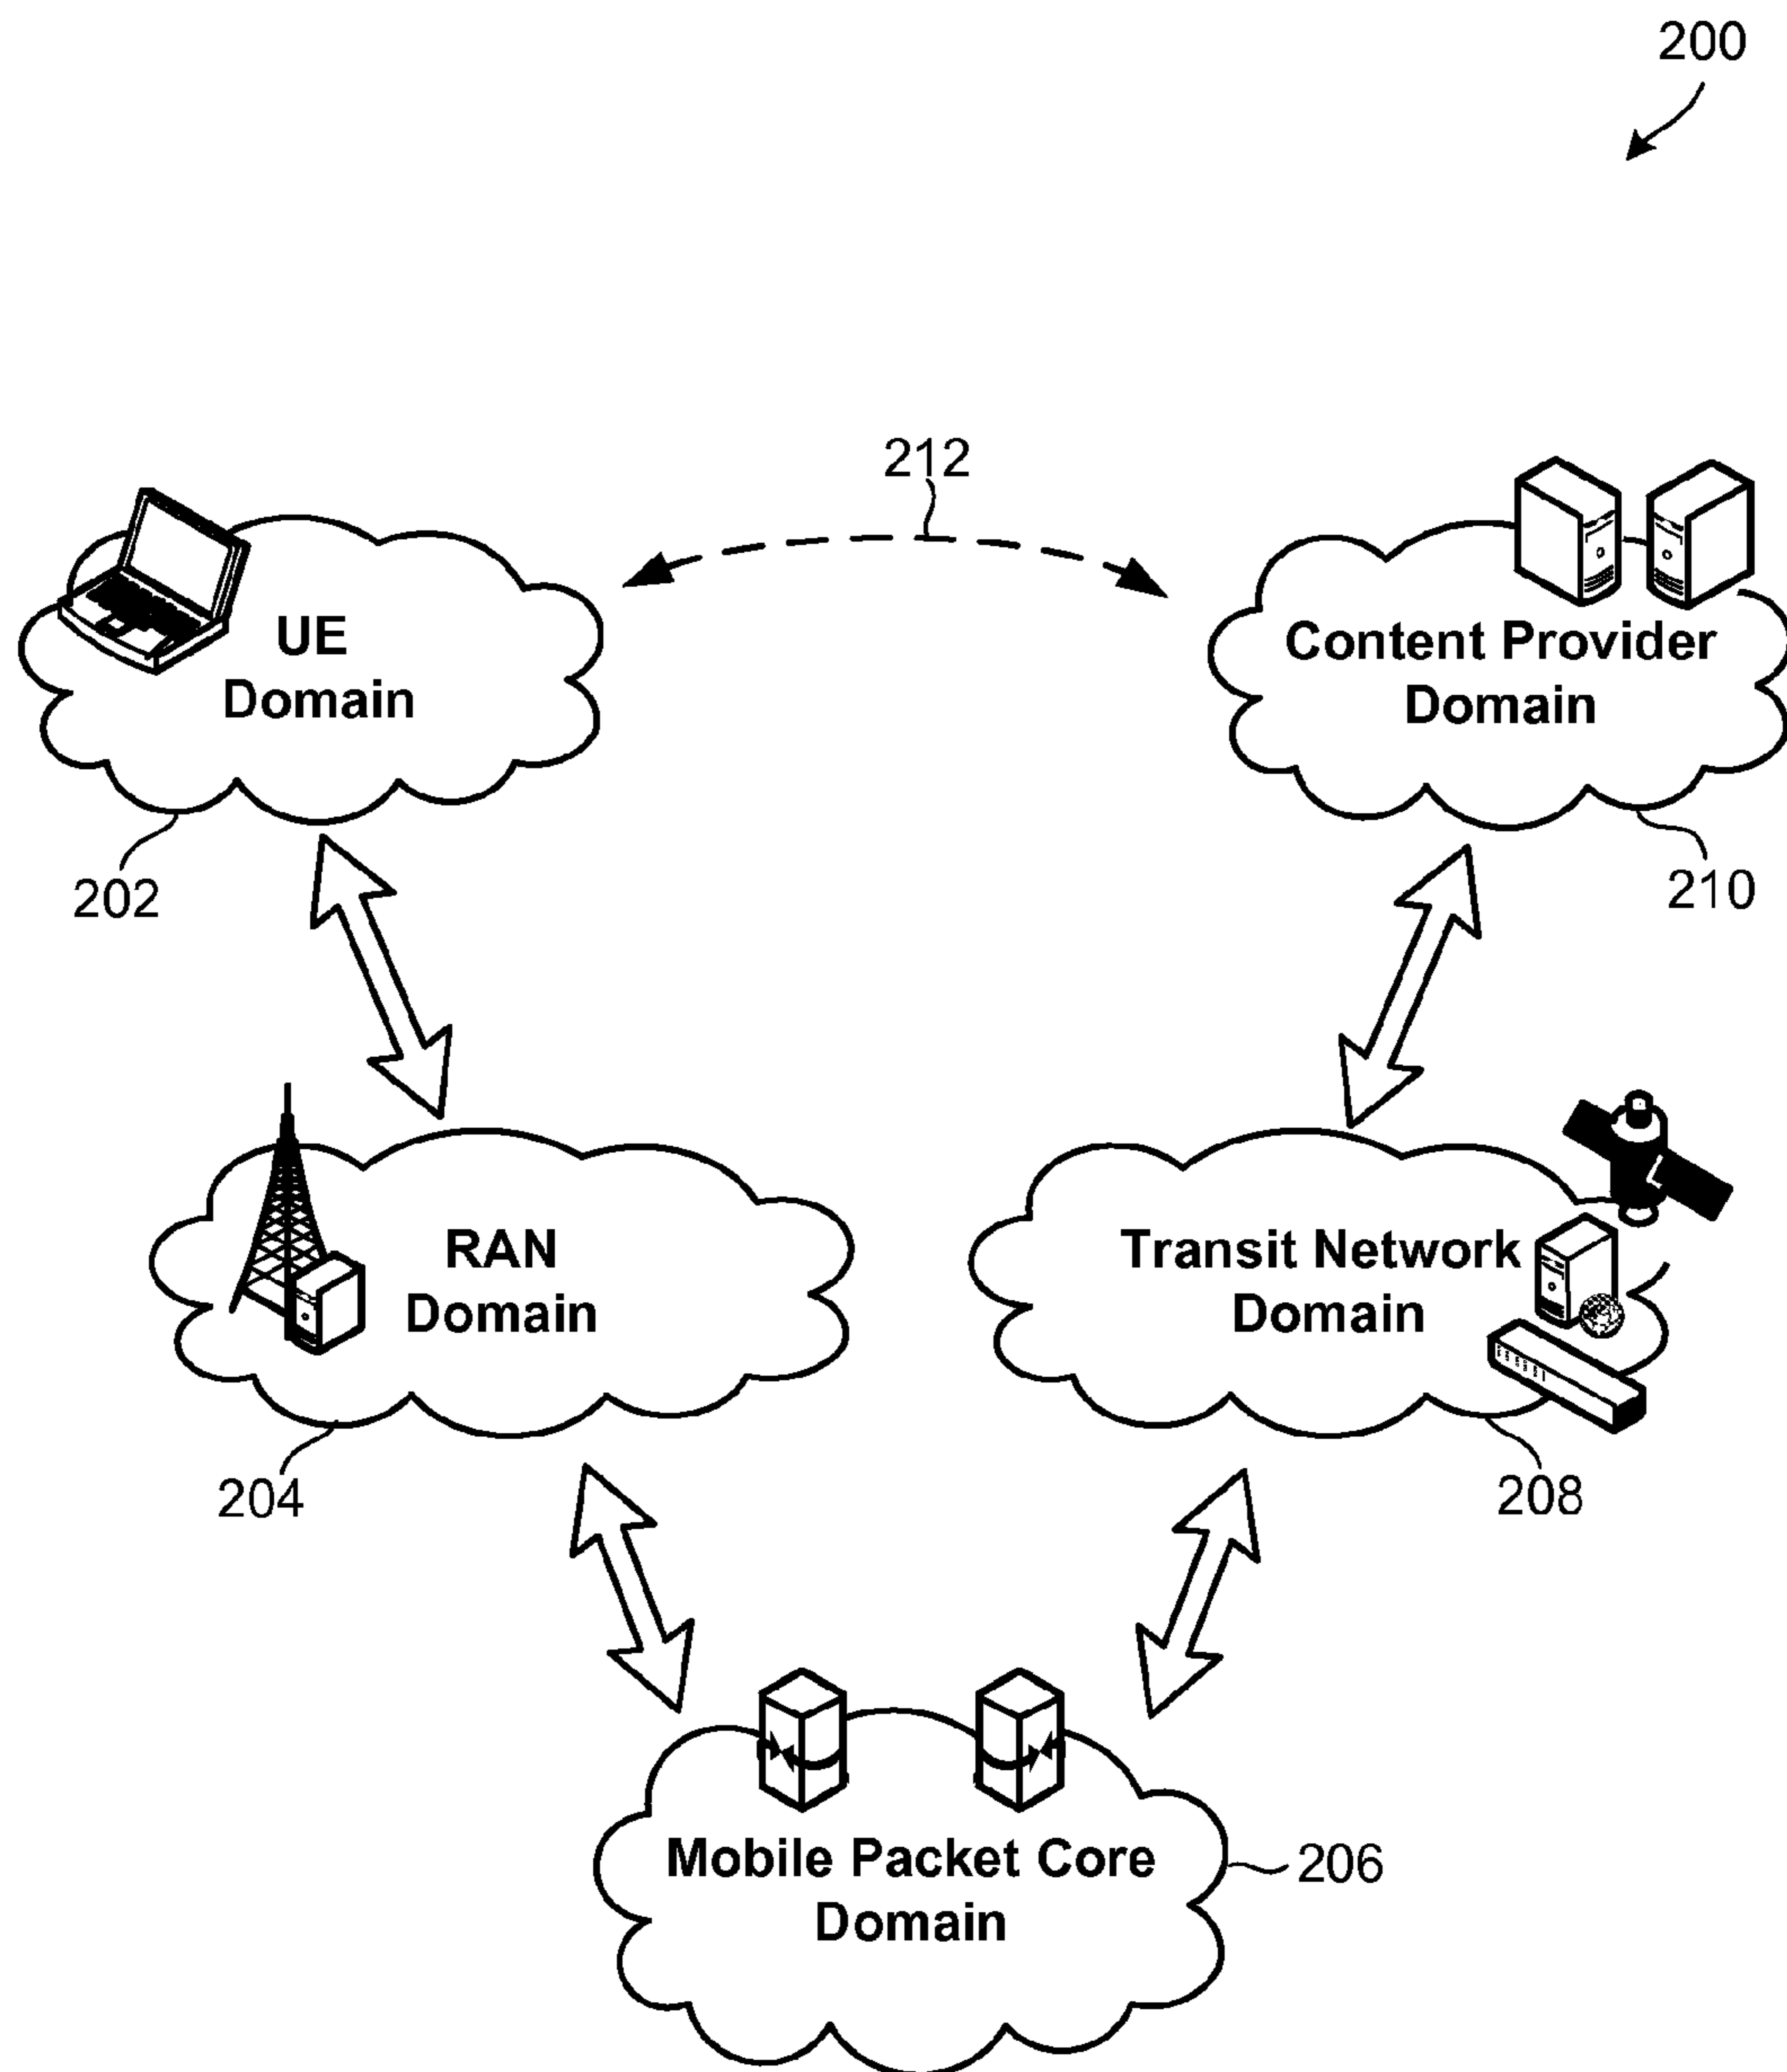 200
212
UE
Domain
Content Provider
Domain
202
210
RAN
Domain
Transit Network
Domain
204
208
Mobile Packet Core
Domain
206